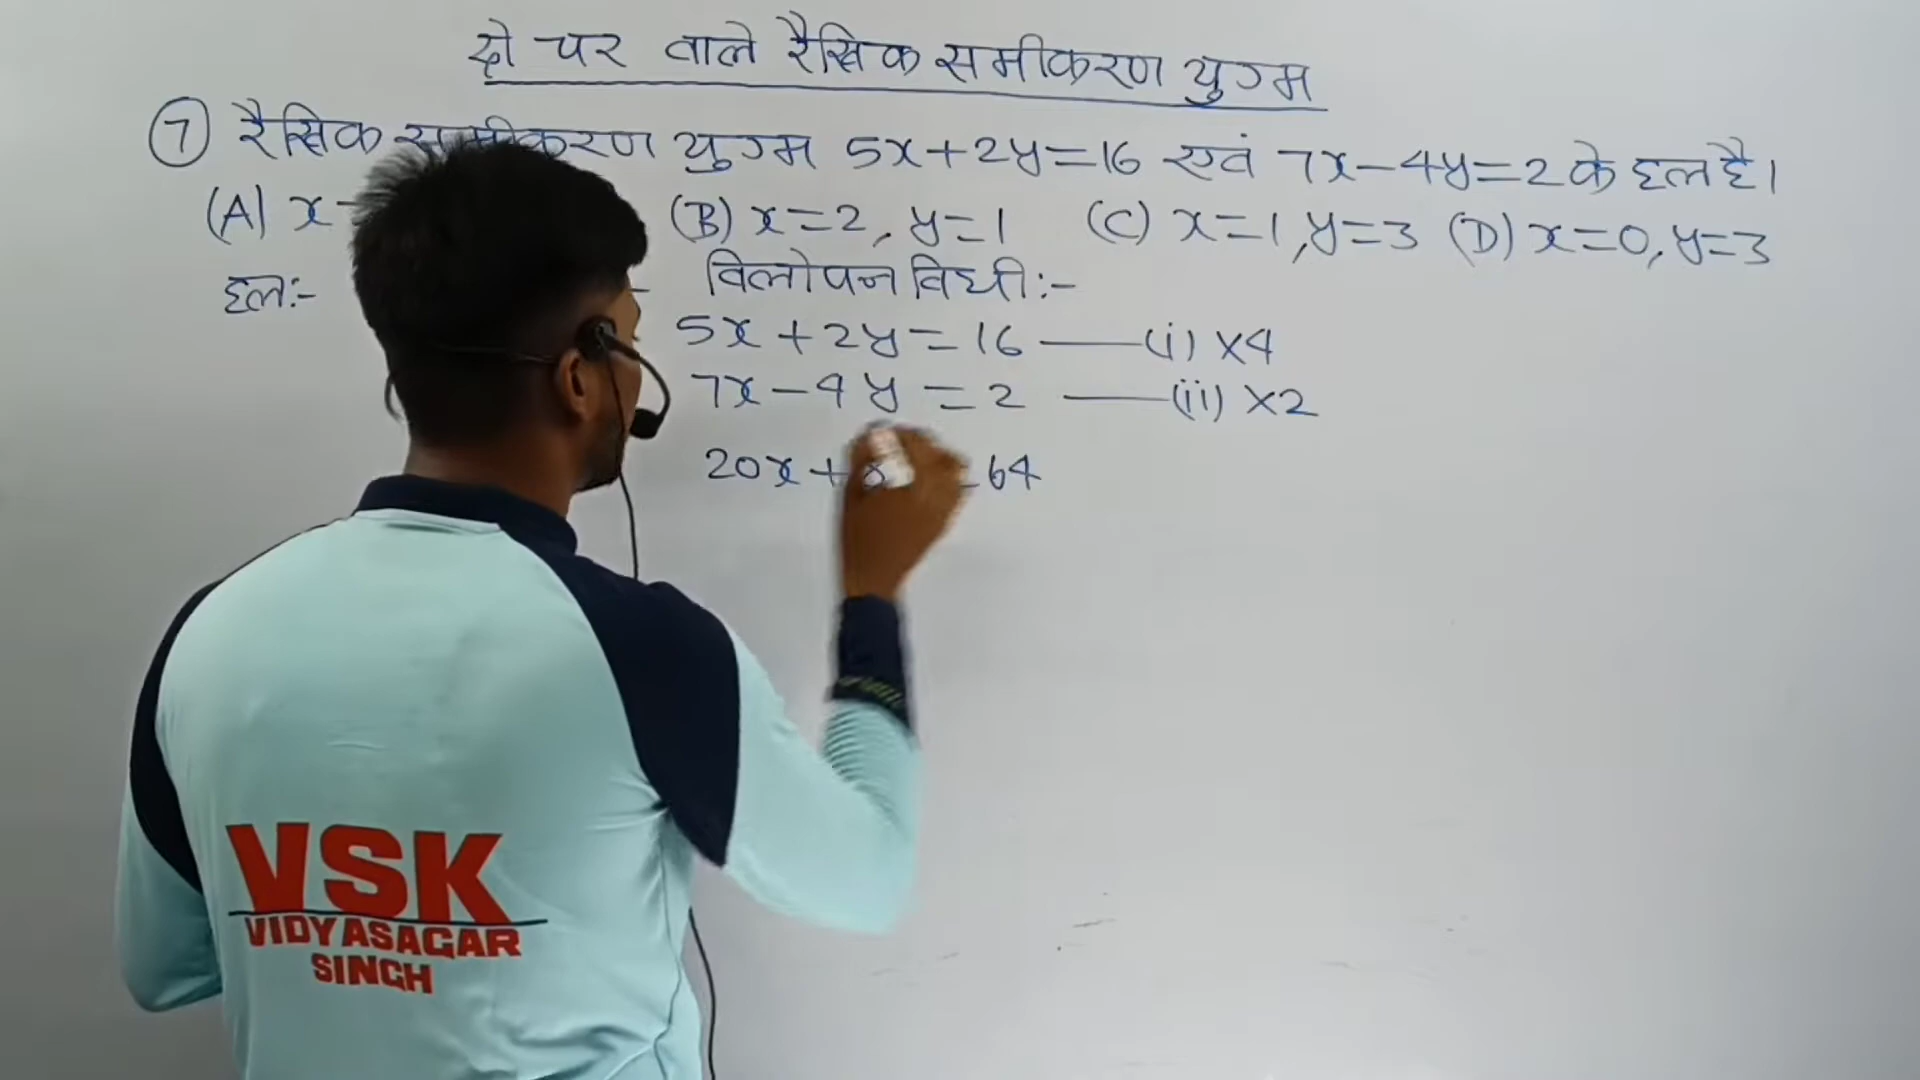 दो चर वाले रैखिक समीकरण युग्म
⑦ रैखिक समीकरण युग्म 5x+2y=16 एवं 7x-4y=2 के हल है।
(A) x= (B) x=2, y=1 (C) x=1, y=3 (D) x=0, y=3
हल:- विलोपन विधी:-
5x+2y=16 ——(i) ×4
7x-4y=2 ——(ii) ×2
20x+8 =64
VSK
VIDYASAGAR
SINGH